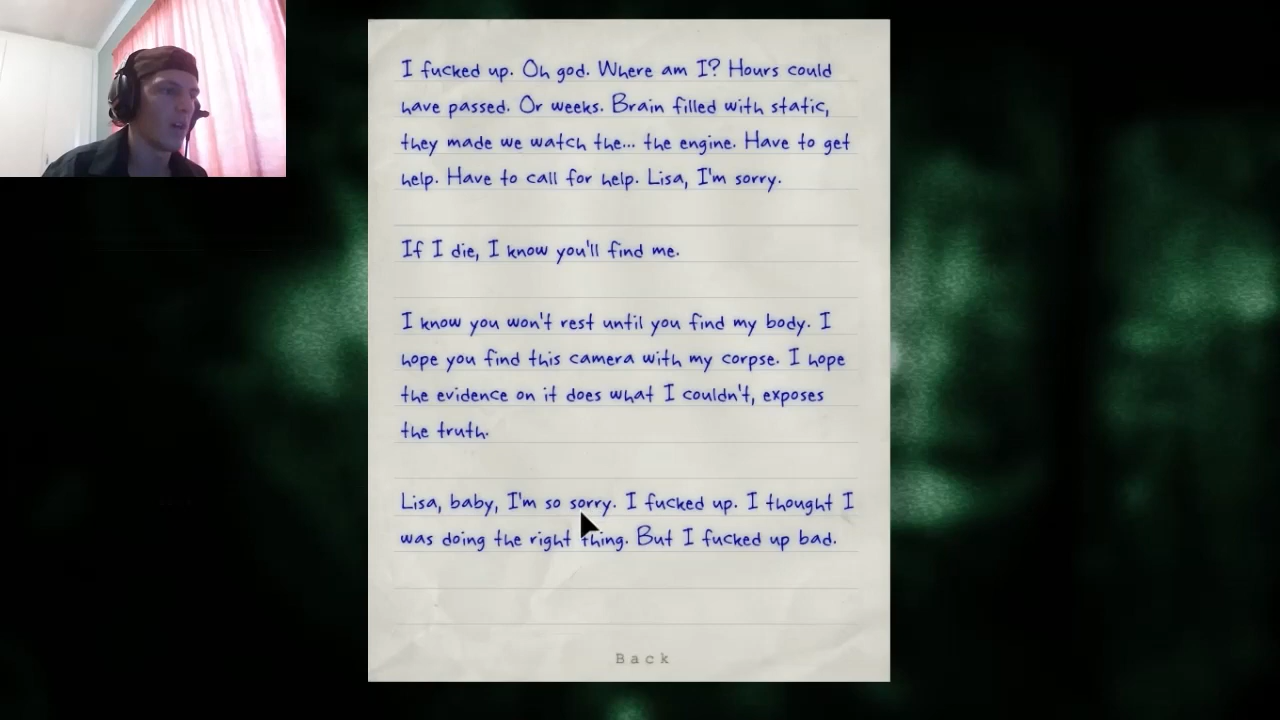 I fucked up. Oh god. Where am I? Hours could
have passed. Or weeks. Brain filled with static,
they made we watch the... the engine. Have to get
help. Have to call for help. Lisa, I'm sorry.
If I die, I know you'll find me.
I know you won't rest until you find my body. I
hope you find this camera with my corpse. I hope
the evidence on it does what I couldn't, exposes
the truth.
Lisa, baby, I'm so sorry. I fucked up. I thought I
was doing the right thing. But I fucked up bad.
Back